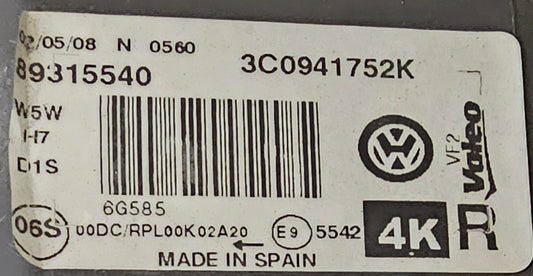 02/05/08 N 0560
89315540
3C0941752K
W5W
H7
D1S
6G585
06S
00DC/RPL00K02A20
E9 5542
4K
R
VF2
Valeo
MADE IN SPAIN